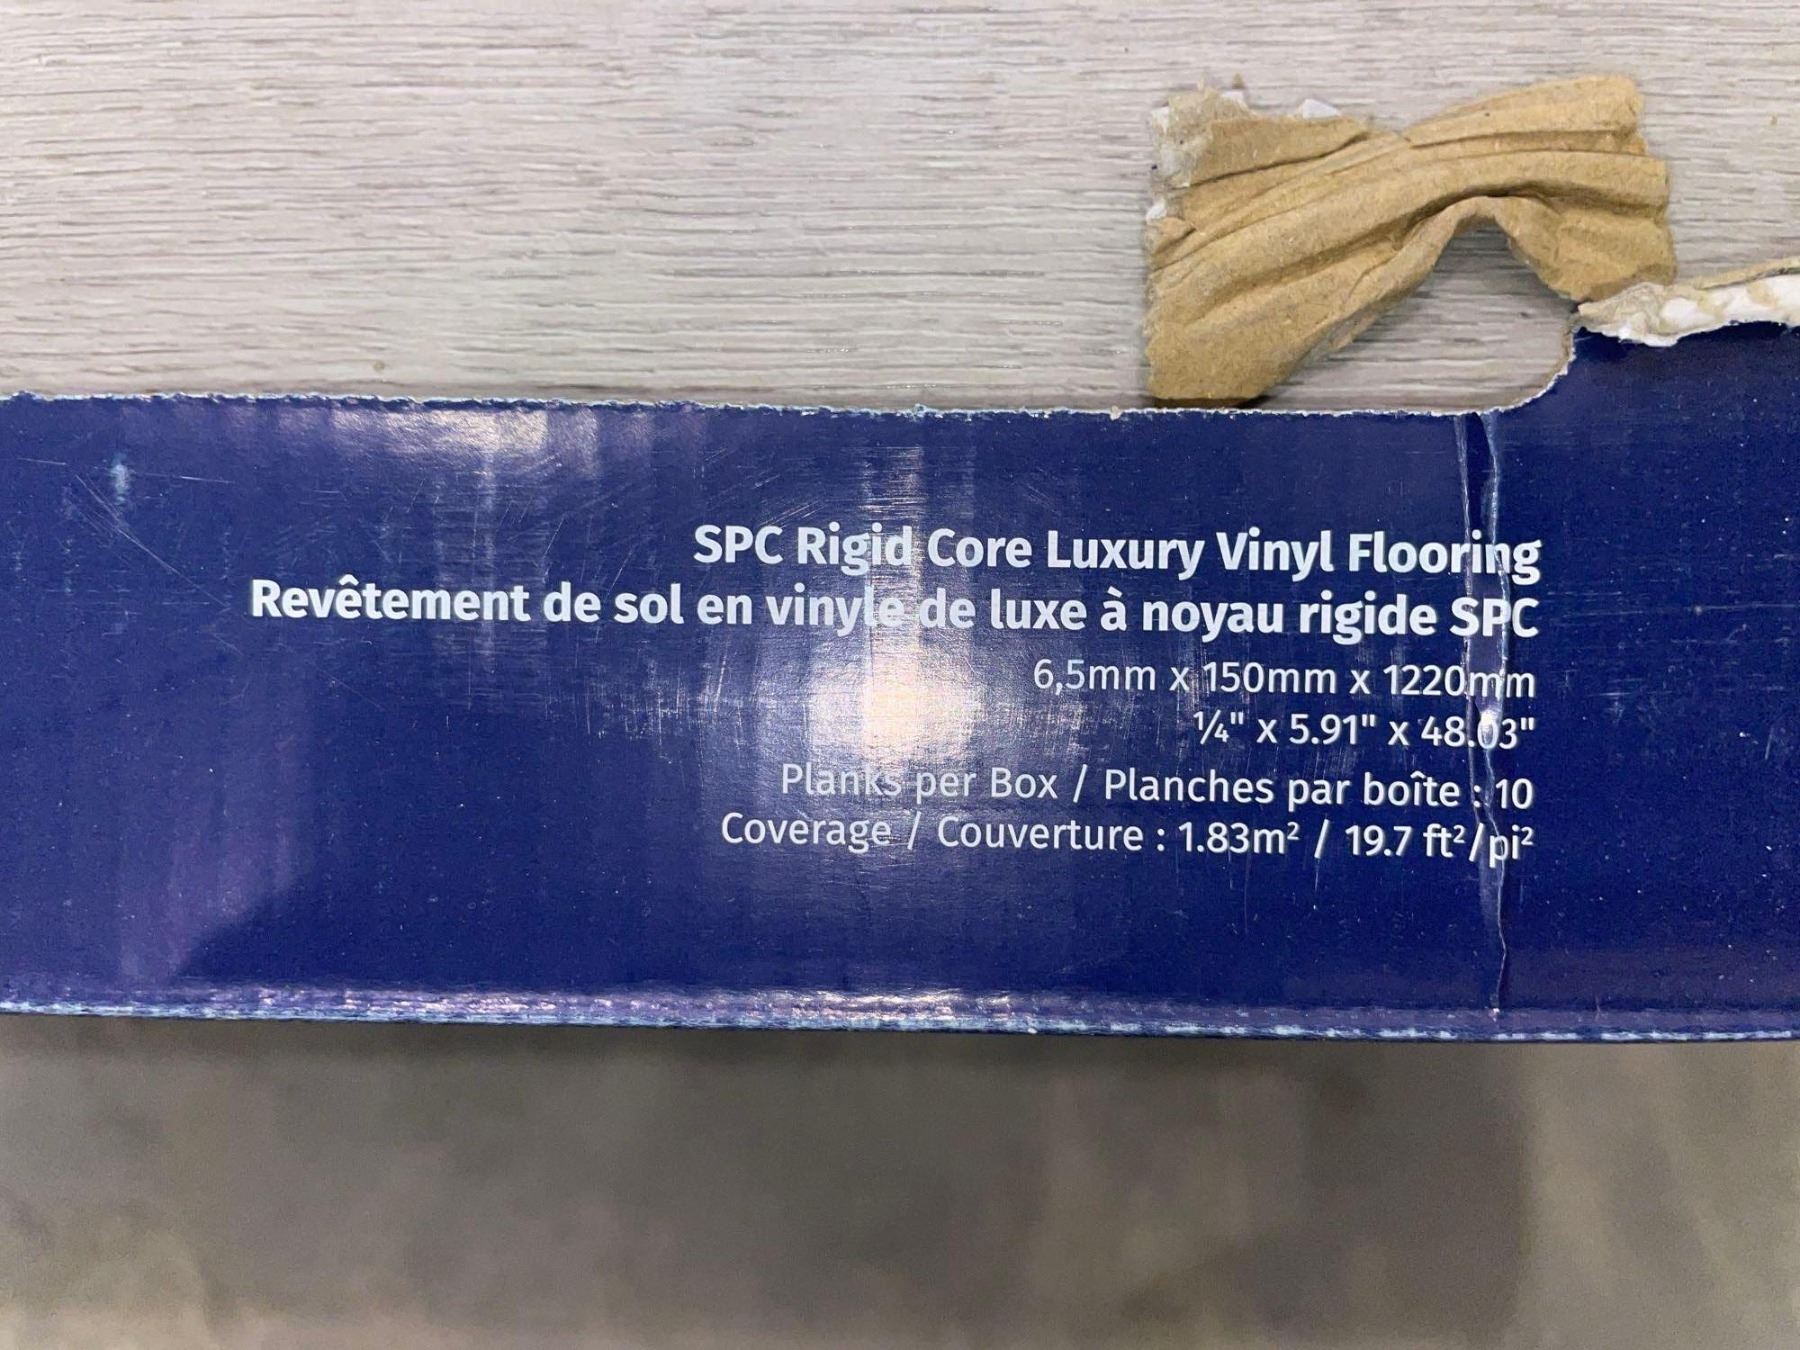 SPC Rigid Core Luxury Vinyl Flooring
Revêtement de sol en vinyle de luxe à noyau rigide SPC
6,5mm x 150mm x 1220mm
¼" x 5.91" x 48.03"
Planks per Box / Planches par boîte : 10
Coverage / Couverture : 1.83m² / 19.7 ft²/pi²